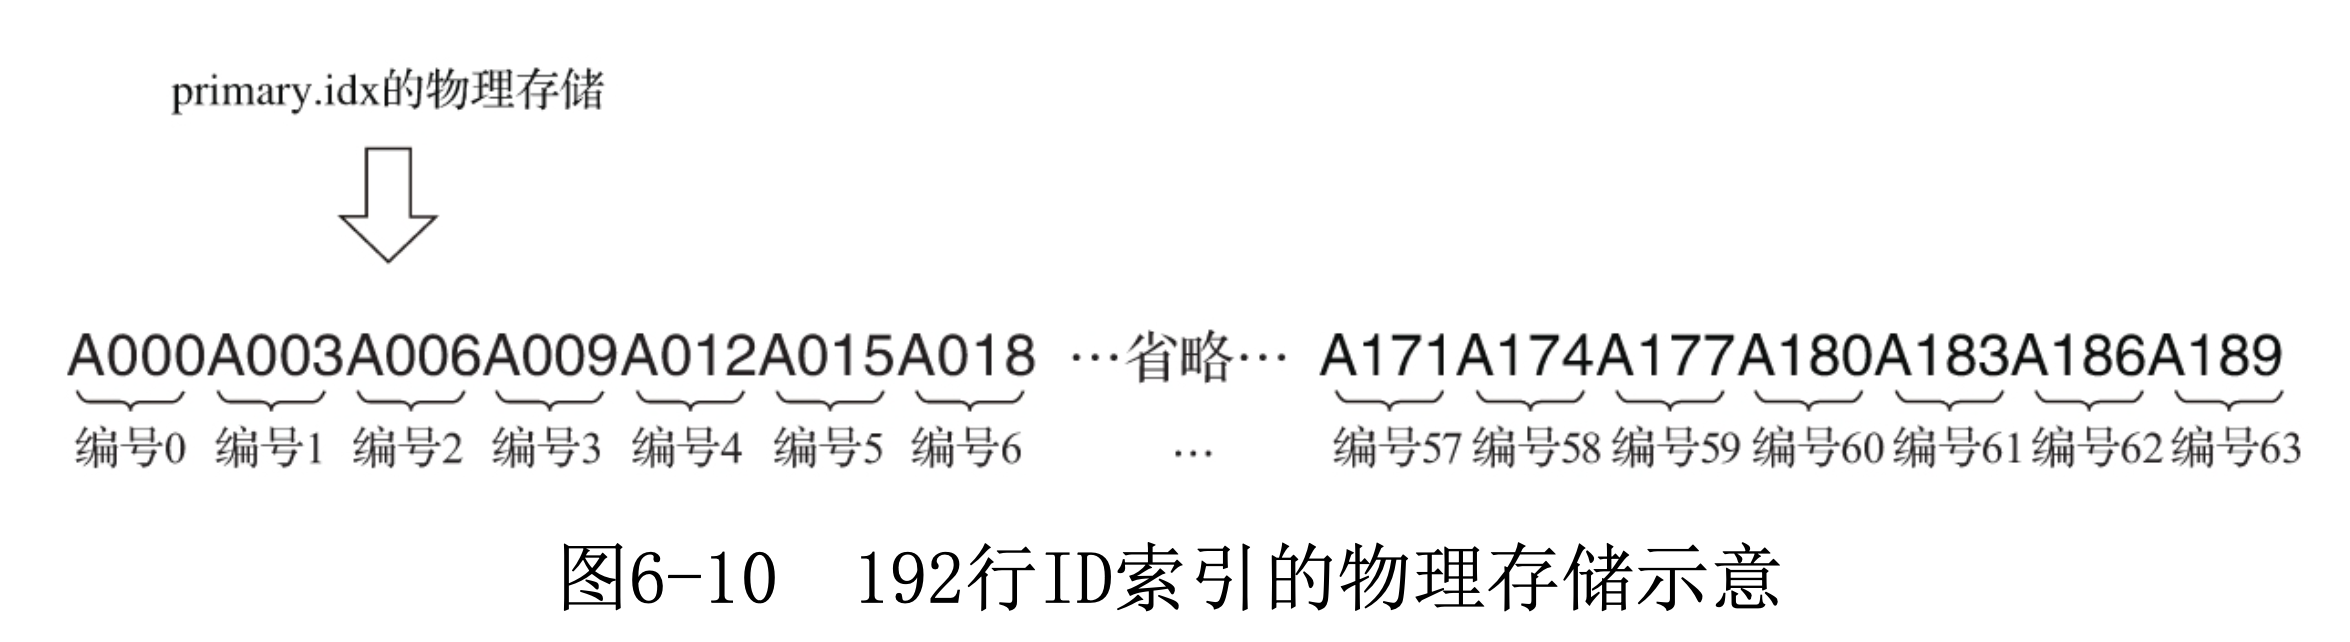 primary.idx的物理存储
A000A003A006A009A012A015A018 …省略… A171A174A177A180A183A186A189
编号0 编号1 编号2 编号3 编号4 编号5 编号6 … 编号57 编号58 编号59 编号60 编号61 编号62 编号63
图6-10 192行ID索引的物理存储示意